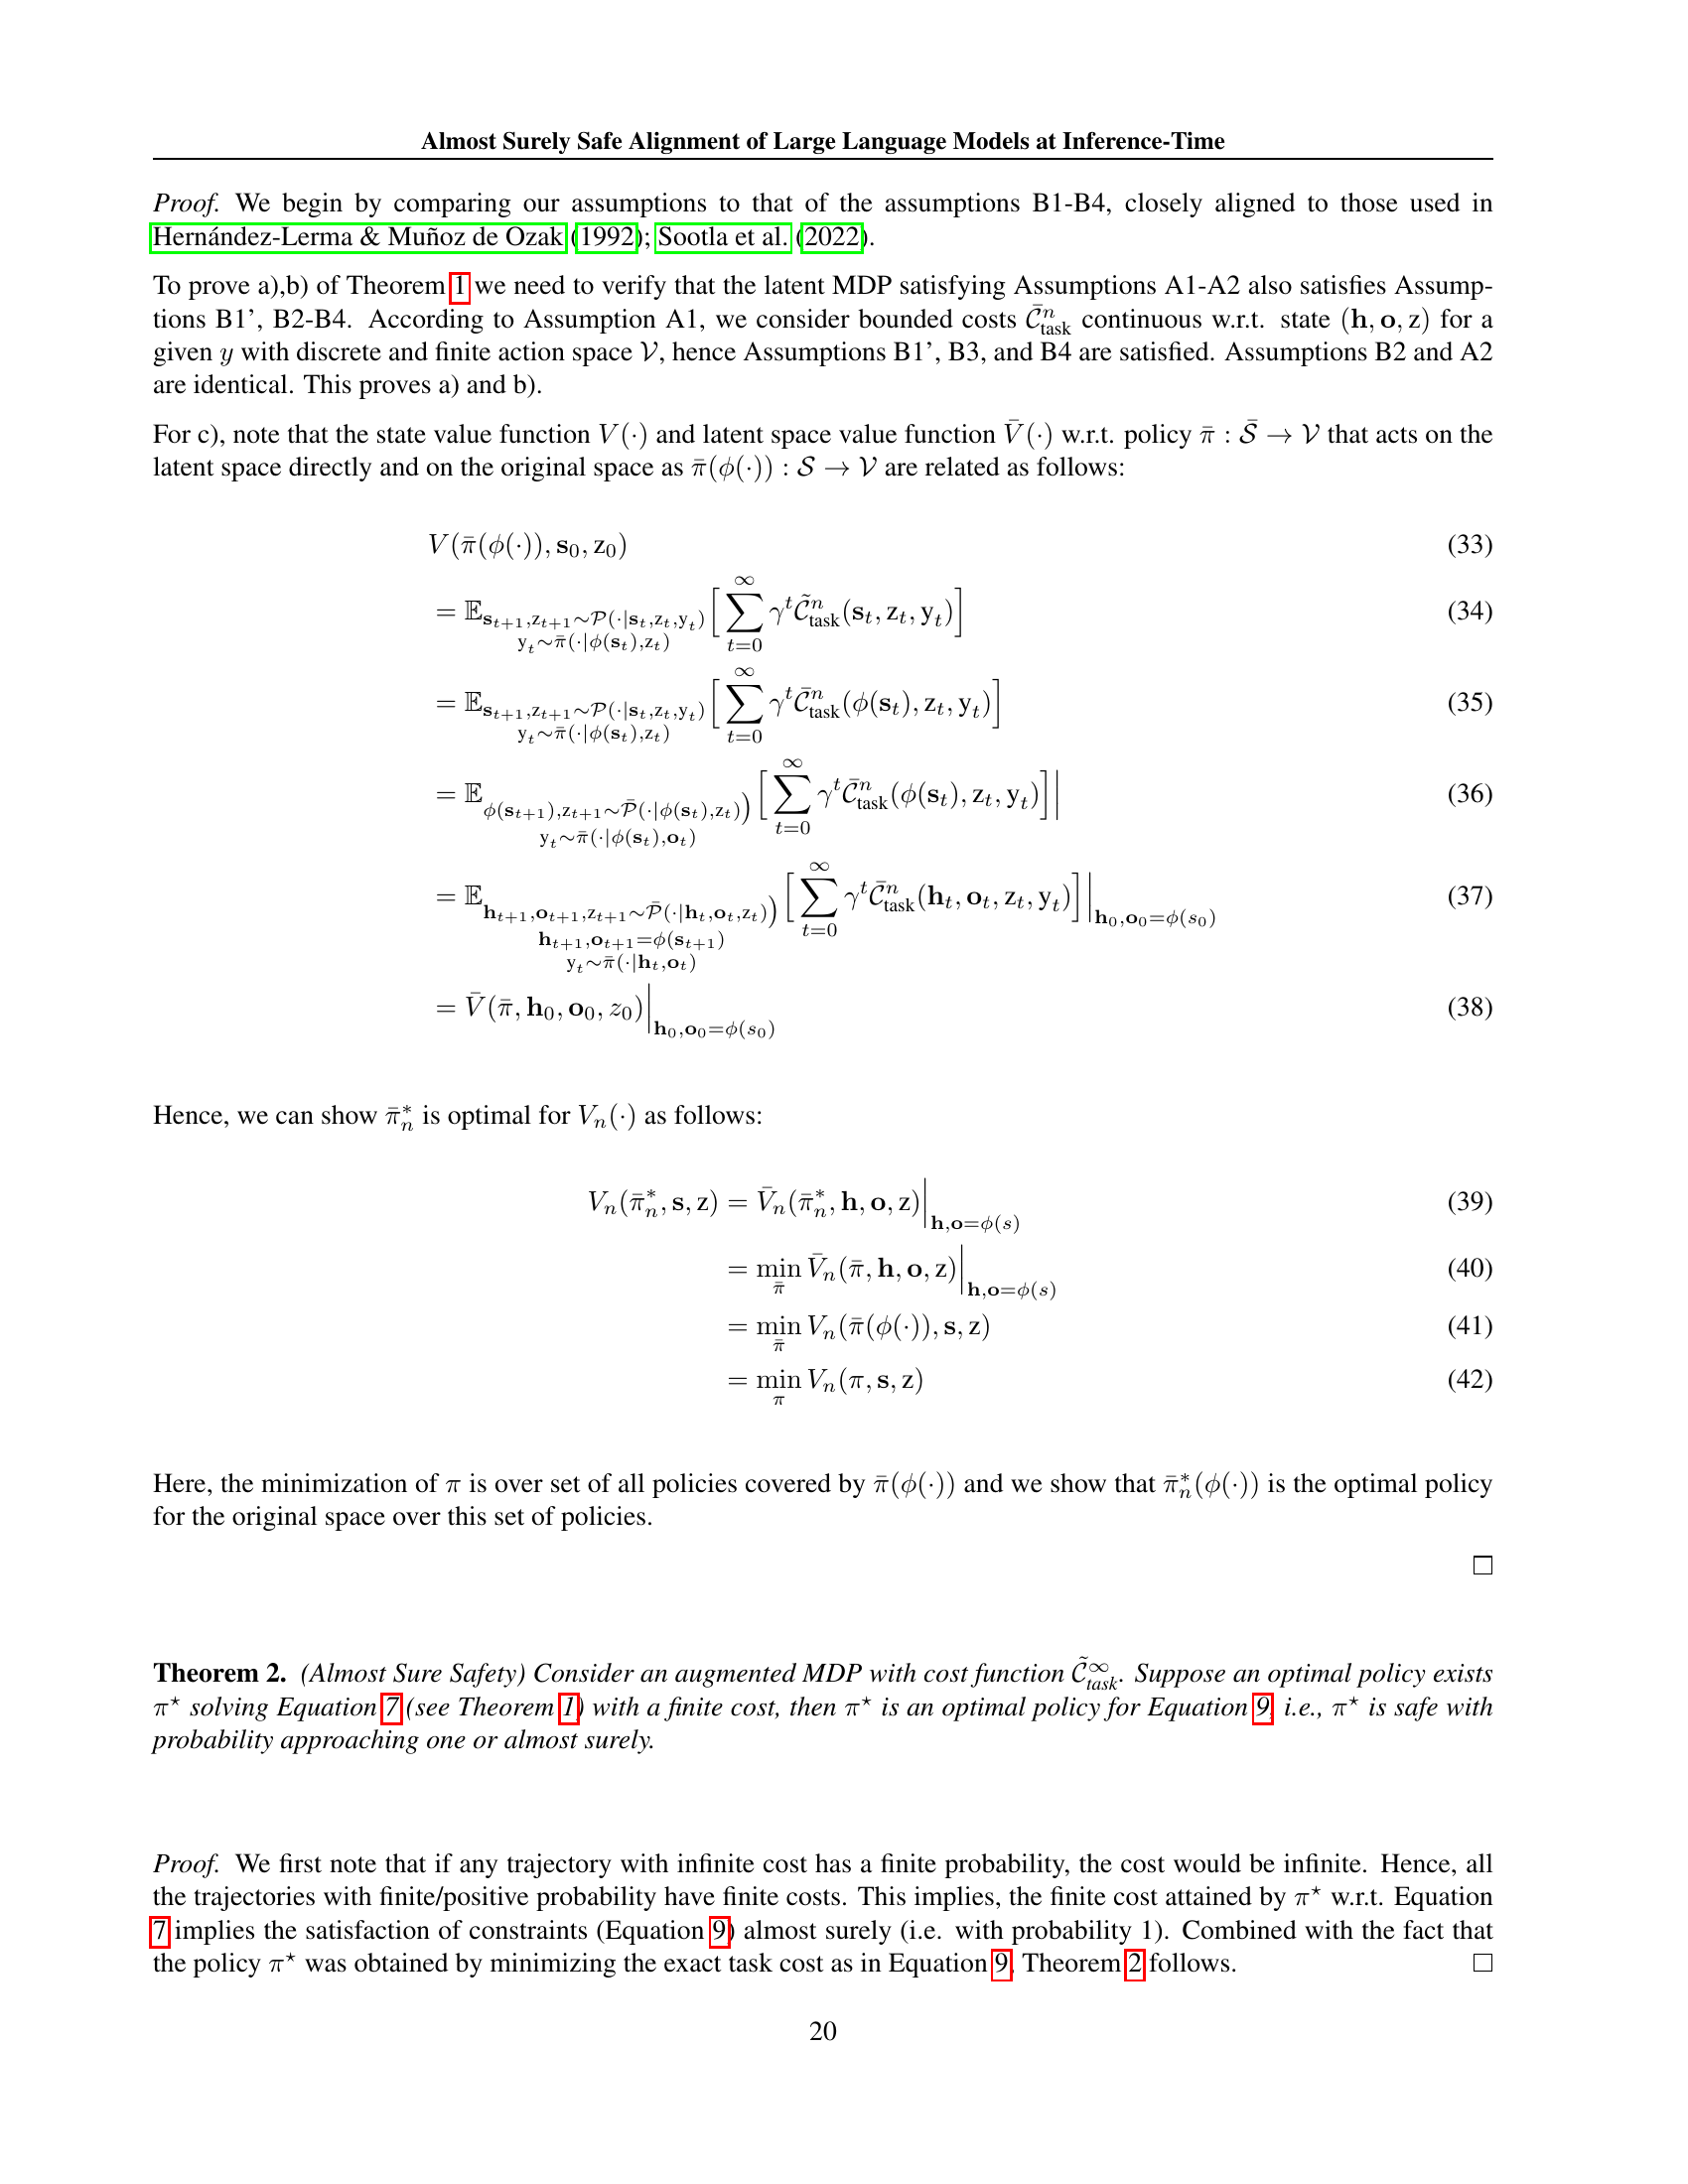 Almost Surely Safe Alignment of Large Language Models at Inference-Time
Proof. We begin by comparing our assumptions to that of the assumptions B1-B4, closely aligned to those used in
Hernández-Lerma & Muñoz de Ozak (1992); Sootla et al. (2022).
To prove a),b) of Theorem 1 we need to verify that the latent MDP satisfying Assumptions A1-A2 also satisfies Assump-
tions B1’, B2-B4. According to Assumption A1, we consider bounded costs $\bar{\mathcal{C}}^n_{\text{task}}$ continuous w.r.t. state $(\mathbf{h}, \mathbf{o}, \mathrm{z})$ for a
given $y$ with discrete and finite action space $\mathcal{V}$, hence Assumptions B1’, B3, and B4 are satisfied. Assumptions B2 and A2
are identical. This proves a) and b).
For c), note that the state value function $V(\cdot)$ and latent space value function $\bar{V}(\cdot)$ w.r.t. policy $\bar{\pi} : \bar{\mathcal{S}} \to \mathcal{V}$ that acts on the
latent space directly and on the original space as $\bar{\pi}(\phi(\cdot)) : \mathcal{S} \to \mathcal{V}$ are related as follows:
$V(\bar{\pi}(\phi(\cdot)), \mathbf{s}_0, \mathrm{z}_0)$ (33)
$= \mathbb{E}_{\substack{\mathbf{s}_{t+1}, \mathrm{z}_{t+1} \sim \mathcal{P}(\cdot|\mathbf{s}_t, \mathrm{z}_t, \mathrm{y}_t) \\ \mathrm{y}_t \sim \bar{\pi}(\cdot|\phi(\mathbf{s}_t), \mathrm{z}_t)}} \Big[ \sum_{t=0}^{\infty} \gamma^t \tilde{\mathcal{C}}^n_{\text{task}}(\mathbf{s}_t, \mathrm{z}_t, \mathrm{y}_t) \Big]$ (34)
$= \mathbb{E}_{\substack{\mathbf{s}_{t+1}, \mathrm{z}_{t+1} \sim \mathcal{P}(\cdot|\mathbf{s}_t, \mathrm{z}_t, \mathrm{y}_t) \\ \mathrm{y}_t \sim \bar{\pi}(\cdot|\phi(\mathbf{s}_t), \mathrm{z}_t)}} \Big[ \sum_{t=0}^{\infty} \gamma^t \bar{\mathcal{C}}^n_{\text{task}}(\phi(\mathbf{s}_t), \mathrm{z}_t, \mathrm{y}_t) \Big]$ (35)
$= \mathbb{E}_{\substack{\phi(\mathbf{s}_{t+1}), \mathrm{z}_{t+1} \sim \bar{\mathcal{P}}(\cdot|\phi(\mathbf{s}_t), \mathrm{z}_t)) \\ \mathrm{y}_t \sim \bar{\pi}(\cdot|\phi(\mathbf{s}_t), \mathbf{o}_t)}} \Big[ \sum_{t=0}^{\infty} \gamma^t \bar{\mathcal{C}}^n_{\text{task}}(\phi(\mathbf{s}_t), \mathrm{z}_t, \mathrm{y}_t) \Big] \Big|$ (36)
$= \mathbb{E}_{\substack{\mathbf{h}_{t+1}, \mathbf{o}_{t+1}, \mathrm{z}_{t+1} \sim \bar{\mathcal{P}}(\cdot|\mathbf{h}_t, \mathbf{o}_t, \mathrm{z}_t)) \\ \mathbf{h}_{t+1}, \mathbf{o}_{t+1} = \phi(\mathbf{s}_{t+1}) \\ \mathrm{y}_t \sim \bar{\pi}(\cdot|\mathbf{h}_t, \mathbf{o}_t)}} \Big[ \sum_{t=0}^{\infty} \gamma^t \bar{\mathcal{C}}^n_{\text{task}}(\mathbf{h}_t, \mathbf{o}_t, \mathrm{z}_t, \mathrm{y}_t) \Big] \Big|_{\mathbf{h}_0, \mathbf{o}_0 = \phi(s_0)}$ (37)
$= \bar{V}(\bar{\pi}, \mathbf{h}_0, \mathbf{o}_0, z_0) \Big|_{\mathbf{h}_0, \mathbf{o}_0 = \phi(s_0)}$ (38)
Hence, we can show $\bar{\pi}^*_n$ is optimal for $V_n(\cdot)$ as follows:
$V_n(\bar{\pi}^*_n, \mathbf{s}, \mathrm{z}) = \bar{V}_n(\bar{\pi}^*_n, \mathbf{h}, \mathbf{o}, \mathrm{z}) \Big|_{\mathbf{h}, \mathbf{o} = \phi(s)}$ (39)
$= \min_{\bar{\pi}} \bar{V}_n(\bar{\pi}, \mathbf{h}, \mathbf{o}, \mathrm{z}) \Big|_{\mathbf{h}, \mathbf{o} = \phi(s)}$ (40)
$= \min_{\bar{\pi}} V_n(\bar{\pi}(\phi(\cdot)), \mathbf{s}, \mathrm{z})$ (41)
$= \min_{\pi} V_n(\pi, \mathbf{s}, \mathrm{z})$ (42)
Here, the minimization of $\pi$ is over set of all policies covered by $\bar{\pi}(\phi(\cdot))$ and we show that $\bar{\pi}^*_n(\phi(\cdot))$ is the optimal policy
for the original space over this set of policies.
□
Theorem 2. (Almost Sure Safety) Consider an augmented MDP with cost function $\tilde{\mathcal{C}}^{\infty}_{task}$. Suppose an optimal policy exists
$\pi^\star$ solving Equation 7 (see Theorem 1) with a finite cost, then $\pi^\star$ is an optimal policy for Equation 9, i.e., $\pi^\star$ is safe with
probability approaching one or almost surely.
Proof. We first note that if any trajectory with infinite cost has a finite probability, the cost would be infinite. Hence, all
the trajectories with finite/positive probability have finite costs. This implies, the finite cost attained by $\pi^\star$ w.r.t. Equation
7 implies the satisfaction of constraints (Equation 9) almost surely (i.e. with probability 1). Combined with the fact that
the policy $\pi^\star$ was obtained by minimizing the exact task cost as in Equation 9, Theorem 2 follows. □
20